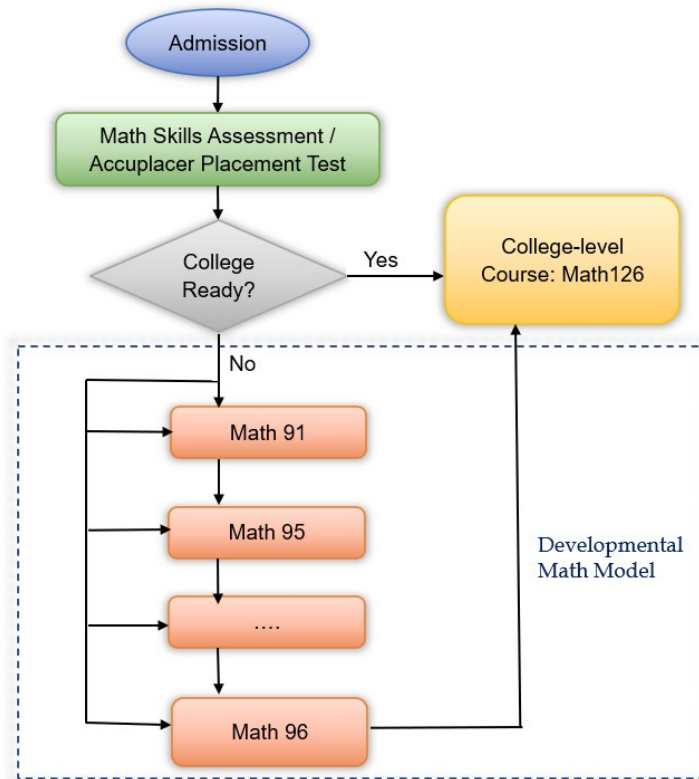 Admission
Math Skills Assessment /
Accuplacer Placement Test
College
Ready?
Yes
College-level
Course: Math126
No
Math 91
Math 95
....
Math 96
Developmental
Math Model